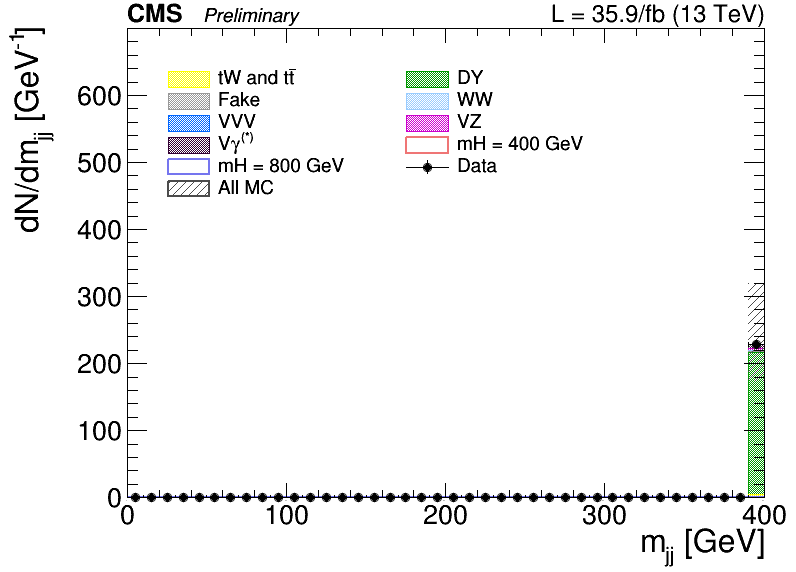 CMS Preliminary L = 35.9/fb (13 TeV)
dN/dm_jj [GeV⁻¹]
600
500
400
300
200
100
0
tW and tt̄ DY
Fake WW
VVV VZ
Vγ⁽*⁾ mH = 400 GeV
mH = 800 GeV Data
All MC
0 100 200 300 400
m_jj [GeV]